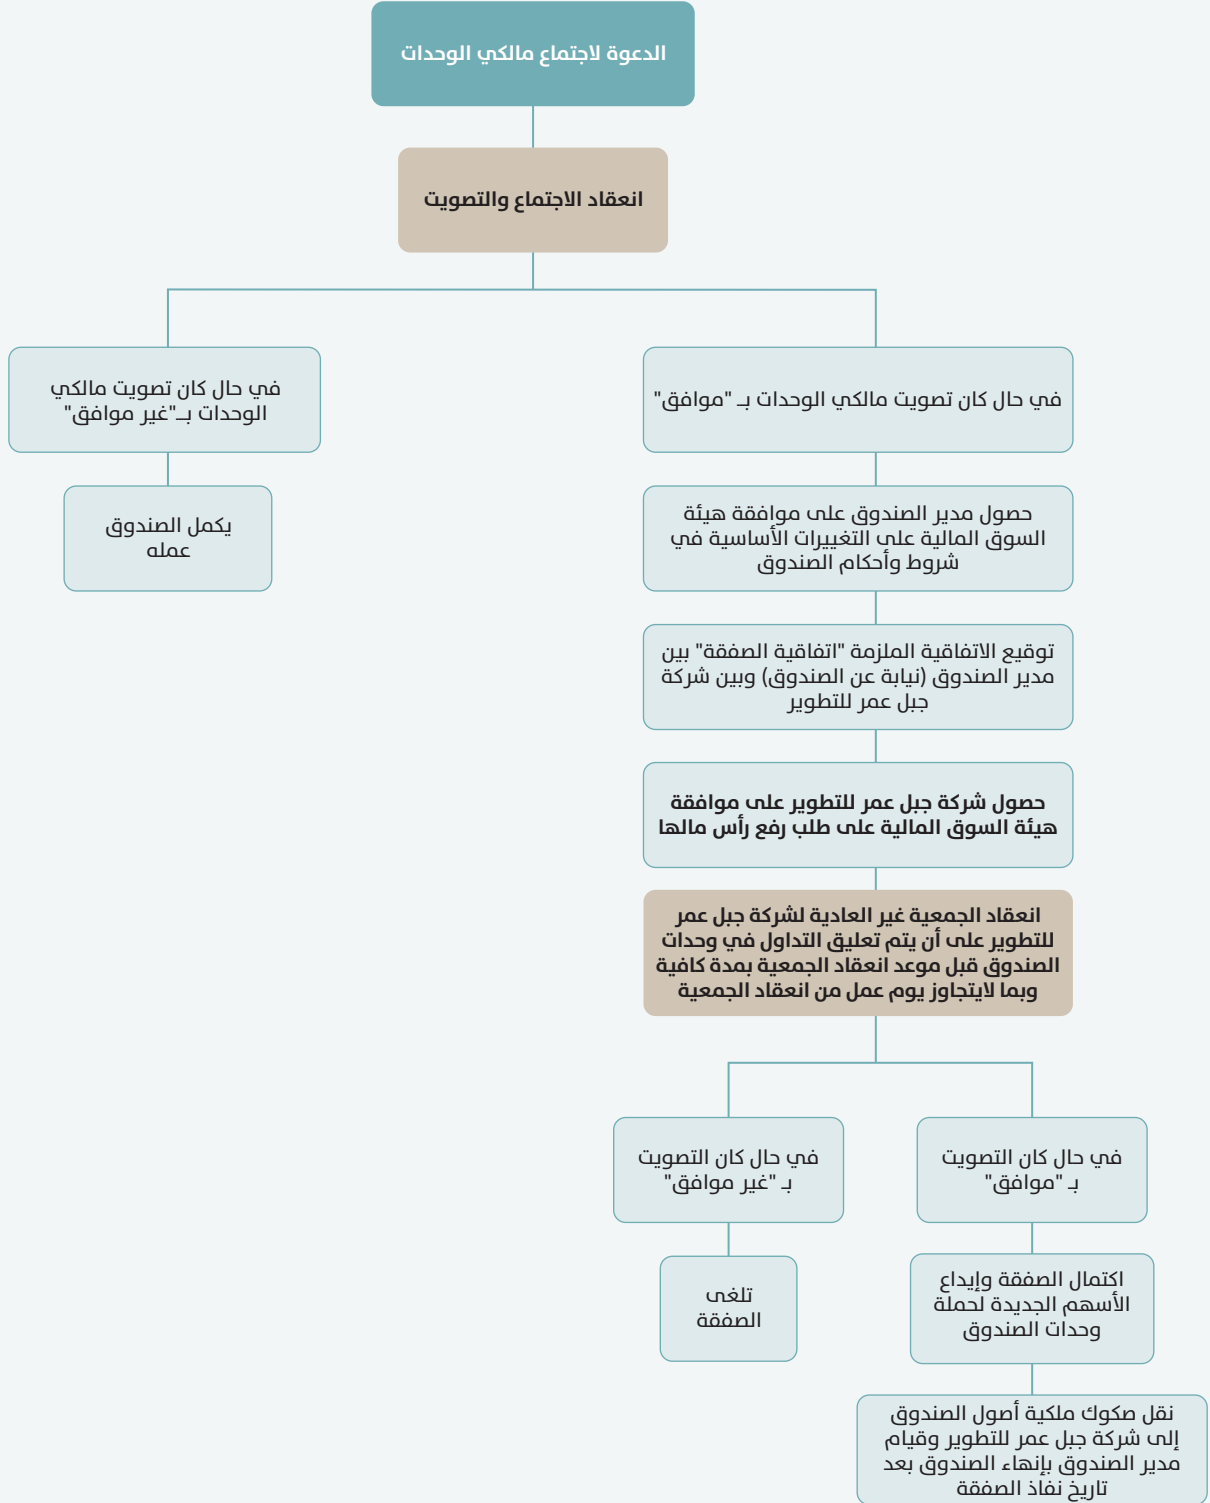 الدعوة لاجتماع مالكي الوحدات
انعقاد الاجتماع والتصويت
في حال كان تصويت مالكي الوحدات بـ "موافق"
في حال كان تصويت مالكي
الوحدات بــ"غير موافق"
حصول مدير الصندوق على موافقة هيئة
السوق المالية على التغييرات الأساسية في
شروط وأحكام الصندوق
يكمل الصندوق
عمله
توقيع الاتفاقية الملزمة "اتفاقية الصفقة" بين
مدير الصندوق (نيابة عن الصندوق) وبين شركة
جبل عمر للتطوير
حصول شركة جبل عمر للتطوير على موافقة
هيئة السوق المالية على طلب رفع رأس مالها
انعقاد الجمعية غير العادية لشركة جبل عمر
للتطوير على أن يتم تعليق التداول في وحدات
الصندوق قبل موعد انعقاد الجمعية بمدة كافية
وبما لايتجاوز يوم عمل من انعقاد الجمعية
في حال كان التصويت
بـ "موافق"
في حال كان التصويت
بـ "غير موافق"
اكتمال الصفقة وإيداع
الأسهم الجديدة لحملة
وحدات الصندوق
تلغى
الصفقة
نقل صكوك ملكية أصول الصندوق
إلى شركة جبل عمر للتطوير وقيام
مدير الصندوق بإنهاء الصندوق بعد
تاريخ نفاذ الصفقة